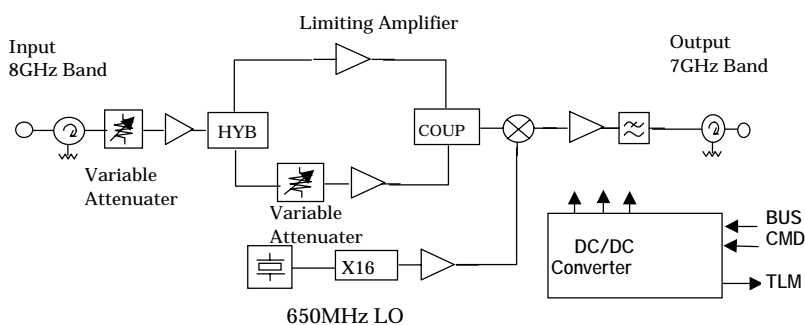 Limiting Amplifier
Input
8GHz Band
Output
7GHz Band
HYB
COUP
Variable
Attenuater
Variable
Attenuater
X16
650MHz LO
DC/DC
Converter
BUS
CMD
TLM